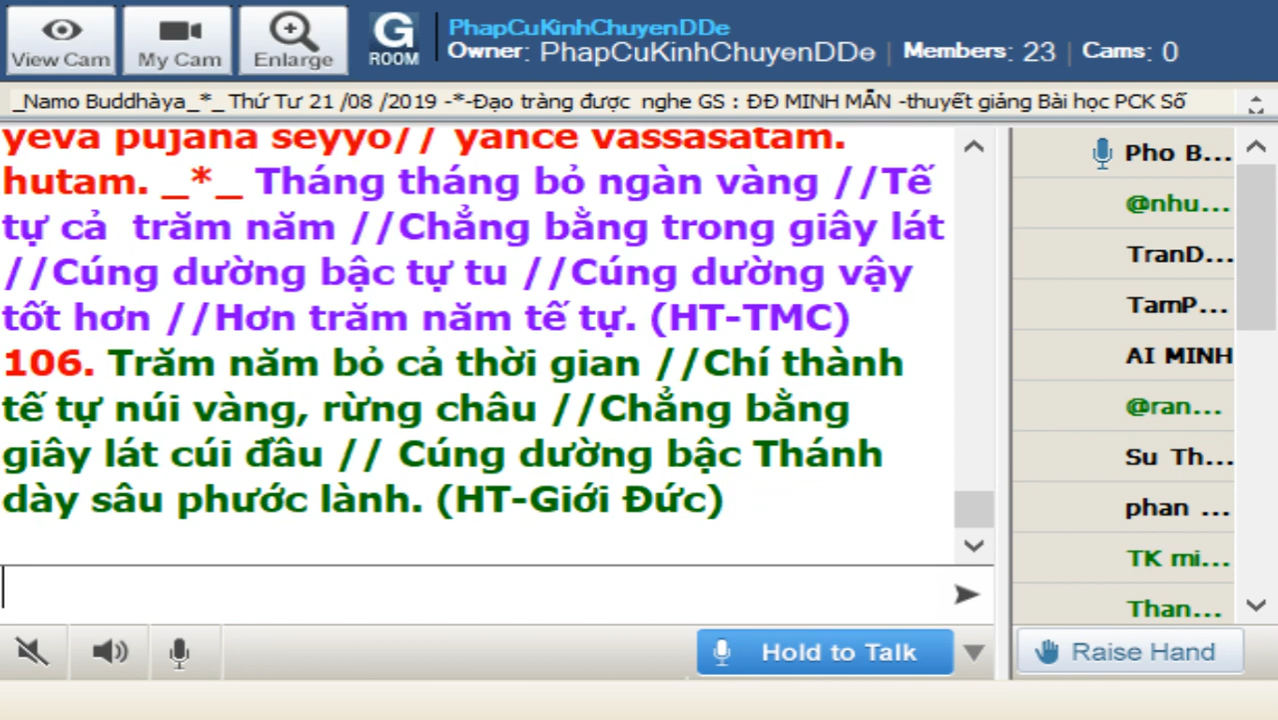 View Cam
My Cam
Enlarge
G
ROOM
PhapCuKinhChuyenDDe
Owner: PhapCuKinhChuyenDDe | Members: 23 | Cams: 0
_Namo Buddhàya_*_ Thứ Tư 21 /08 /2019 -*-Đạo tràng được nghe GS : ĐĐ MINH MẪN -thuyết giảng Bài học PCK Số
yeva pujana seyyo// yance vassasatam.
hutam. _*_ Tháng tháng bỏ ngàn vàng //Tế
tự cả trăm năm //Chẳng bằng trong giây lát
//Cúng dường bậc tự tu //Cúng dường vậy
tốt hơn //Hơn trăm năm tế tự. (HT-TMC)
106. Trăm năm bỏ cả thời gian //Chí thành
tế tự núi vàng, rừng châu //Chẳng bằng
giây lát cúi đầu // Cúng dường bậc Thánh
dày sâu phước lành. (HT-Giới Đức)
Pho B...
@nhu...
TranD...
TamP...
AI MINH
@ran...
Su Th...
phan ...
TK mi...
Than...
Hold to Talk
Raise Hand